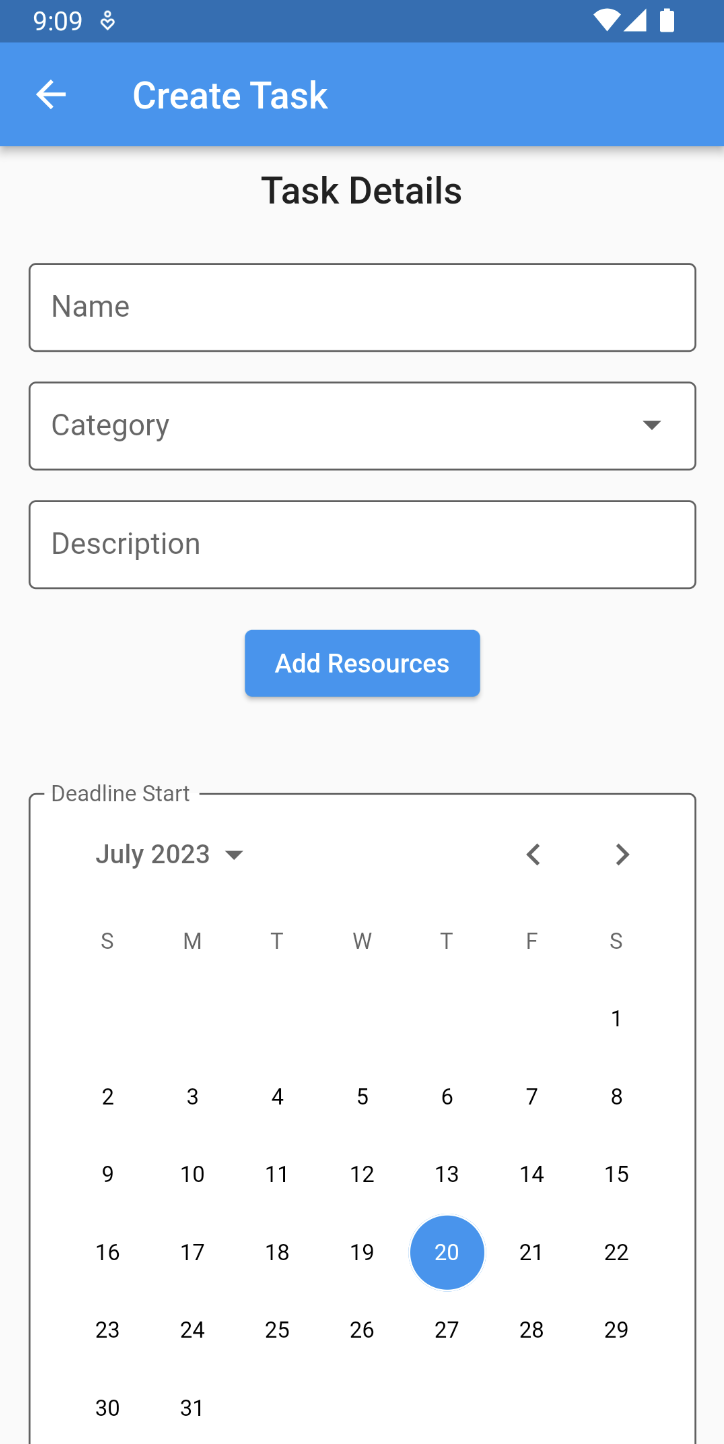 9:09
Create Task
Task Details
Name
Category
Description
Add Resources
Deadline Start
July 2023
S M T W T F S
1
2 3 4 5 6 7 8
9 10 11 12 13 14 15
16 17 18 19 20 21 22
23 24 25 26 27 28 29
30 31